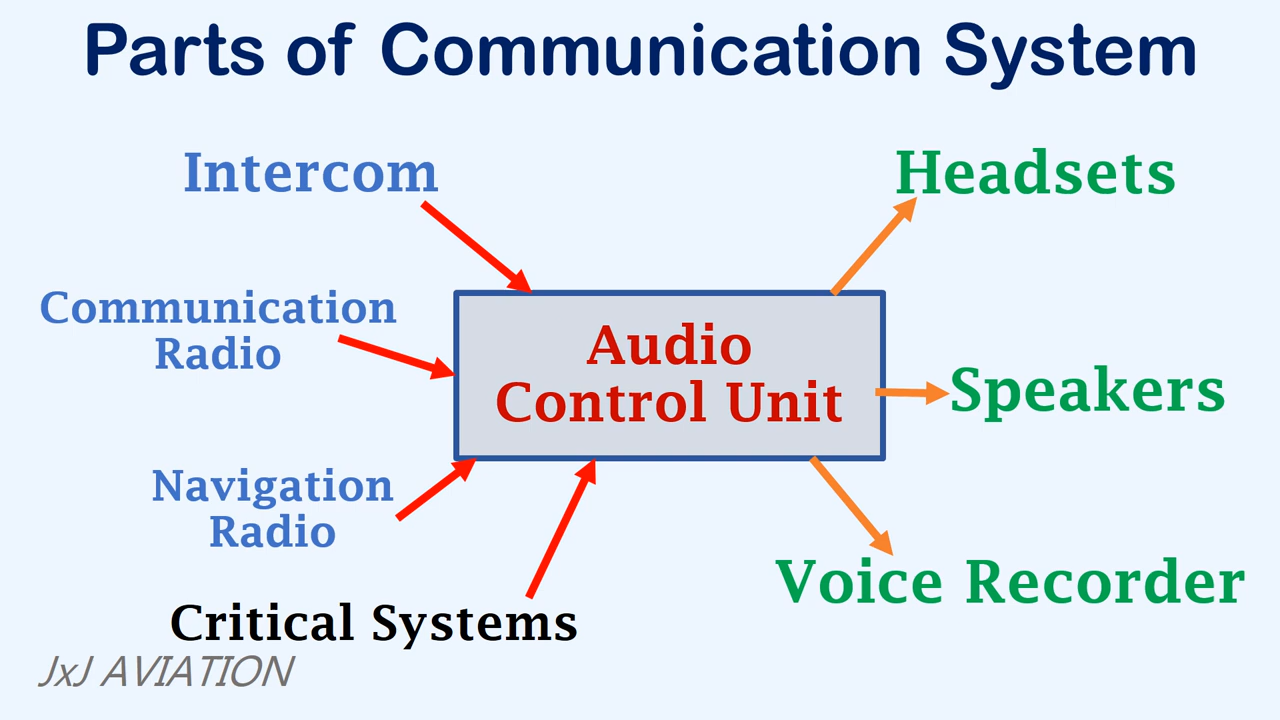 Parts of Communication System
Intercom
Headsets
Communication
Radio
Audio
Control Unit
Speakers
Navigation
Radio
Voice Recorder
Critical Systems
JxJ AVIATION